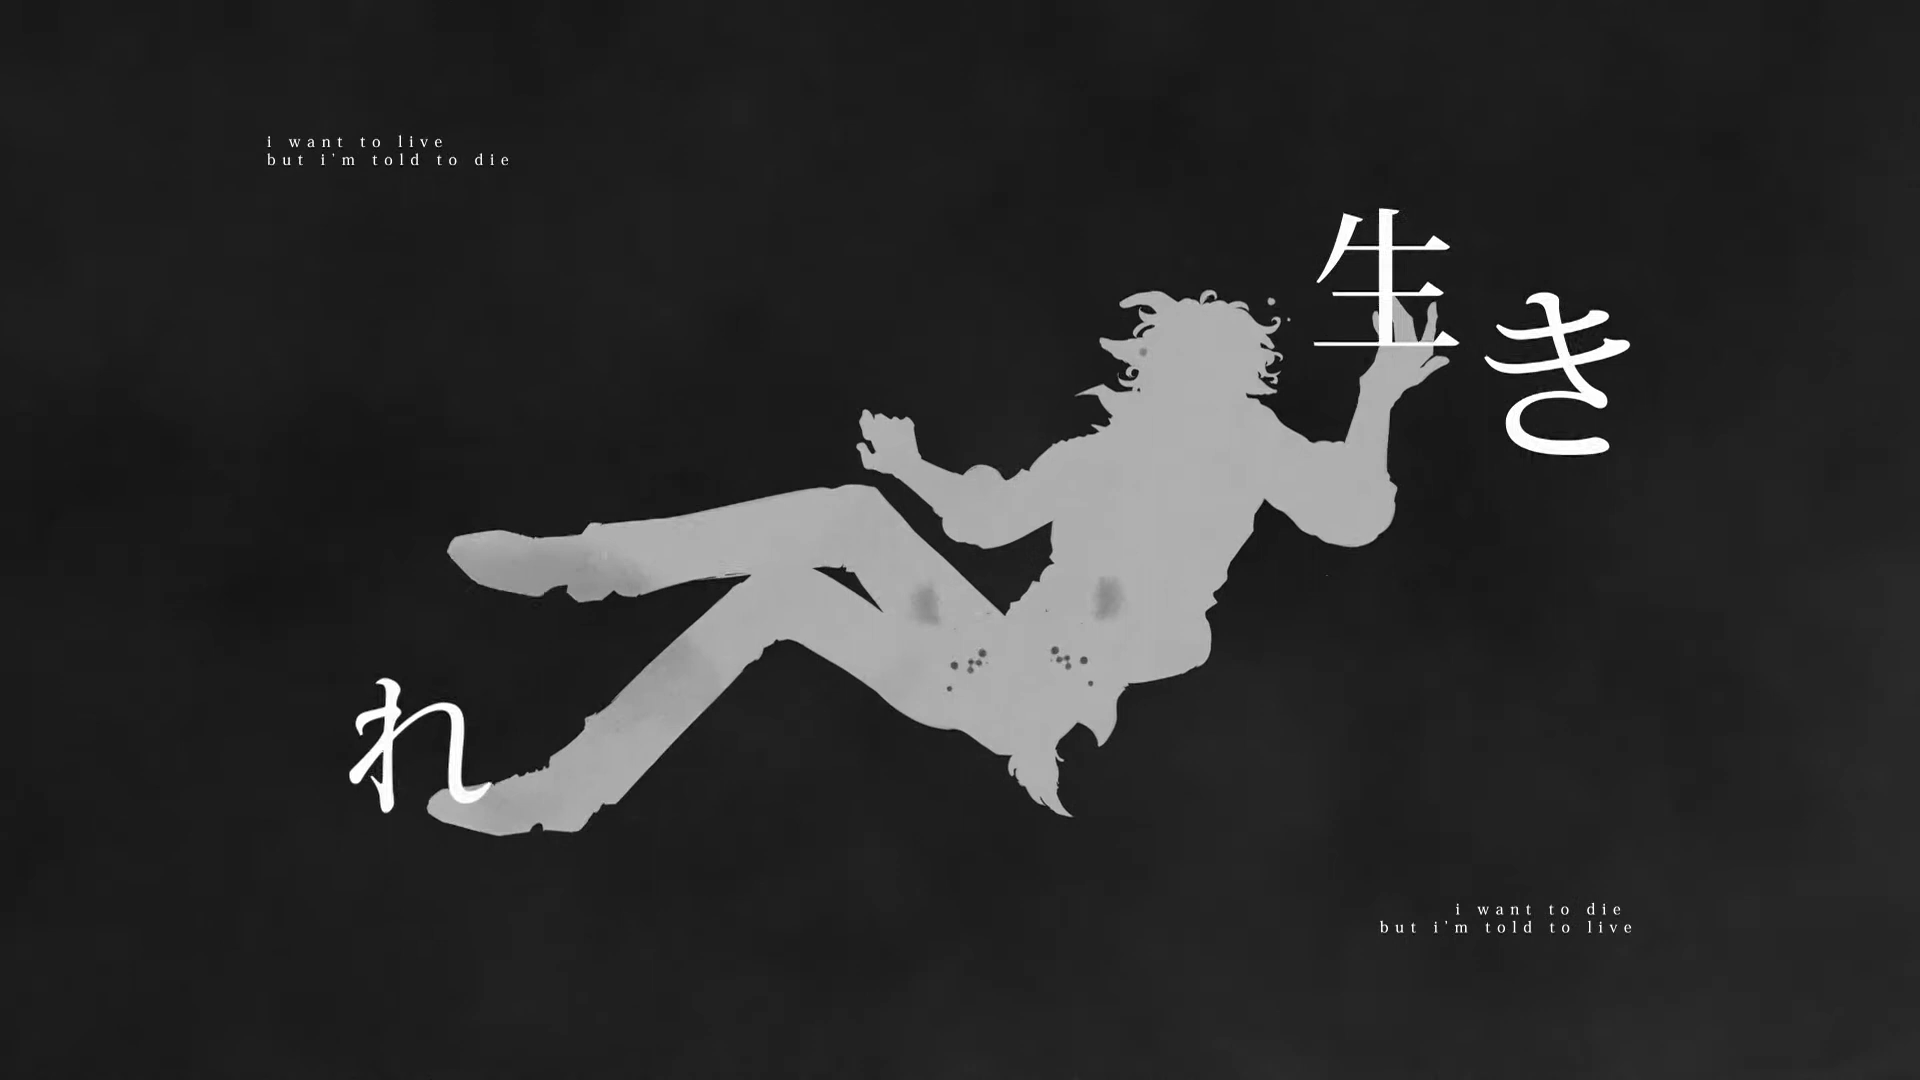 i want to live
but i'm told to die
生き
れ
i want to die
but i'm told to live